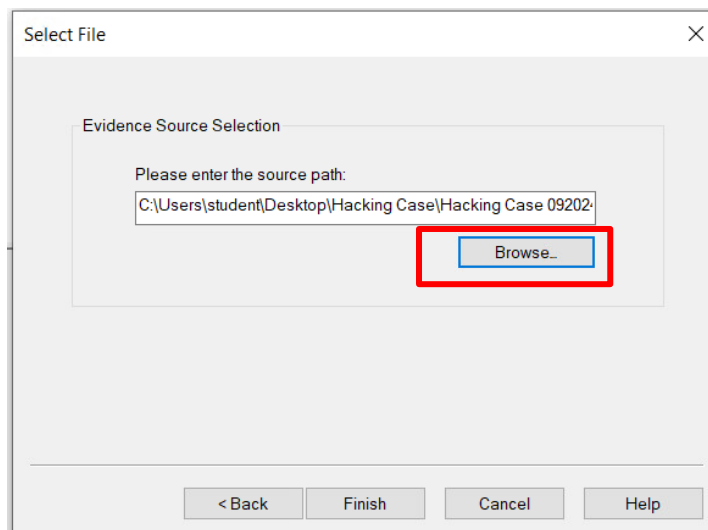 Select File
Evidence Source Selection
Please enter the source path:
C:\Users\student\Desktop\Hacking Case\Hacking Case 092024
Browse...
< Back
Finish
Cancel
Help